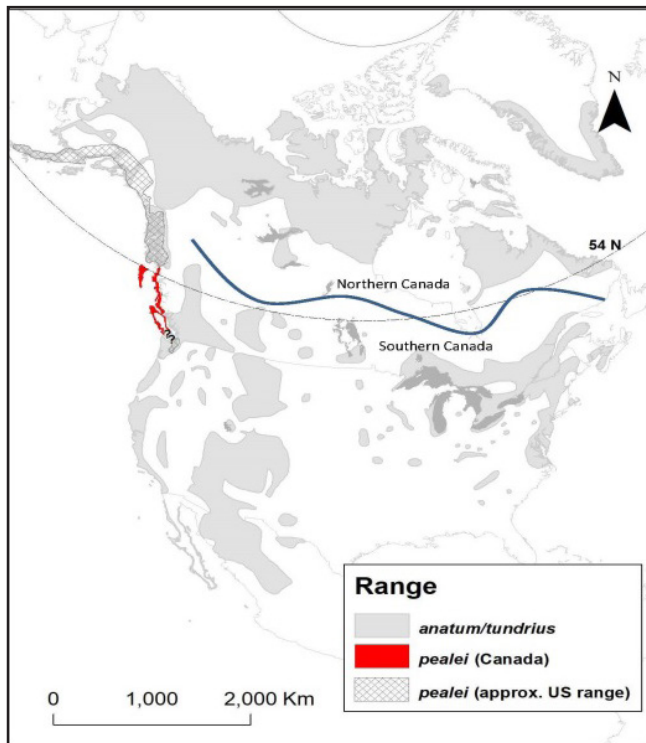 N
54 N
Northern Canada
Southern Canada
??
Range
anatum/tundrius
pealei (Canada)
pealei (approx. US range)
0 1,000 2,000 Km